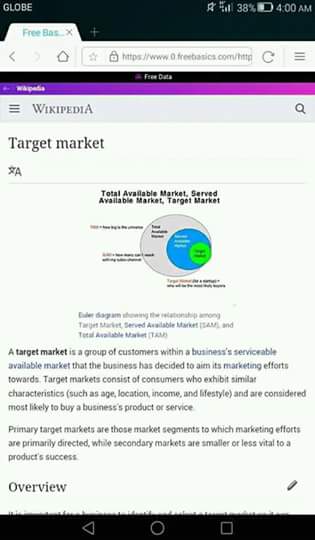 GLOBE 38% 4:00 AM
Free Bas...
https://www.0.freebasics.com/http
Free Data
Wikipedia
WIKIPEDIA
Target market
Total Available Market, Served
Available Market, Target Market
TAM = how big is the universe
Total
Available
Market
Served
Available
Market
Target
Market
SAM = how many can I reach
with my sales channel
Target Market (for a startup) =
who will be the most likely buyers
Euler diagram showing the relationship among
Target Market, Served Available Market (SAM), and
Total Available Market (TAM)
A target market is a group of customers within a business's serviceable
available market that the business has decided to aim its marketing efforts
towards. Target markets consist of consumers who exhibit similar
characteristics (such as age, location, income, and lifestyle) and are considered
most likely to buy a business's product or service.
Primary target markets are those market segments to which marketing efforts
are primarily directed, while secondary markets are smaller or less vital to a
product's success.
Overview